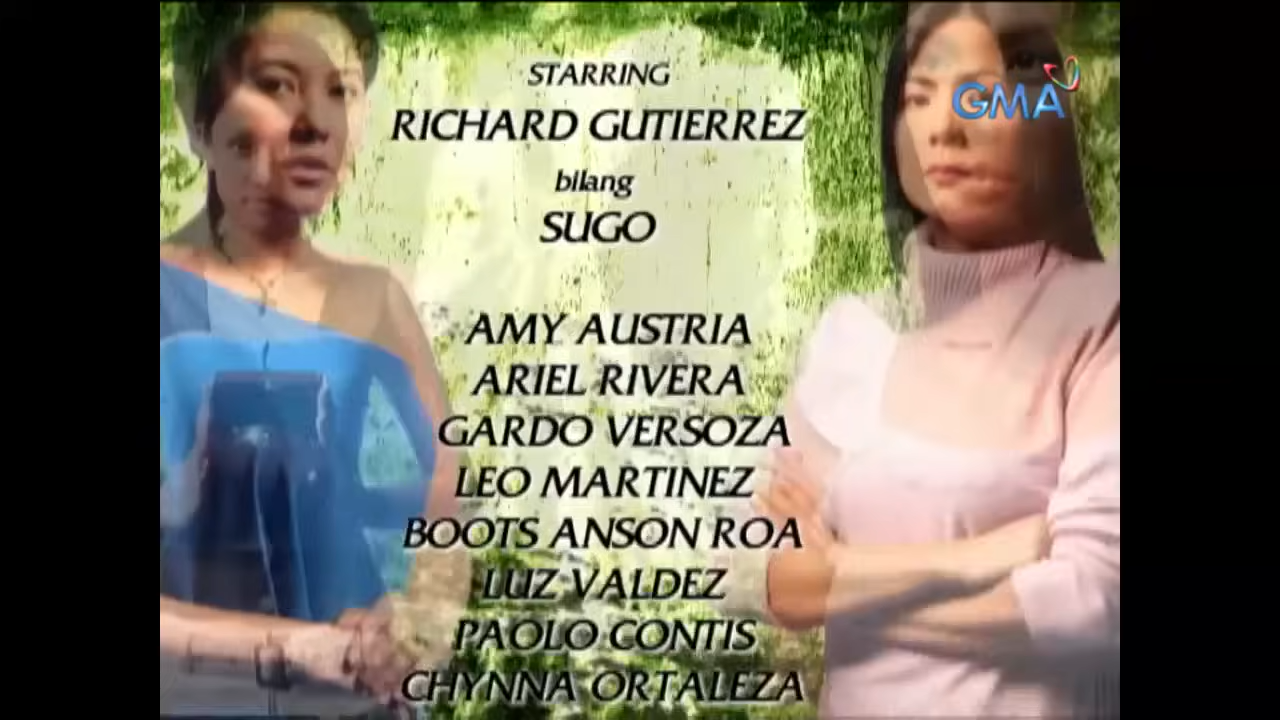 STARRING
GMA
RICHARD GUTIERREZ
bilang
SUGO
AMY AUSTRIA
ARIEL RIVERA
GARDO VERSOZA
LEO MARTINEZ
BOOTS ANSON ROA
LUZ VALDEZ
PAOLO CONTIS
CHYNNA ORTALEZA